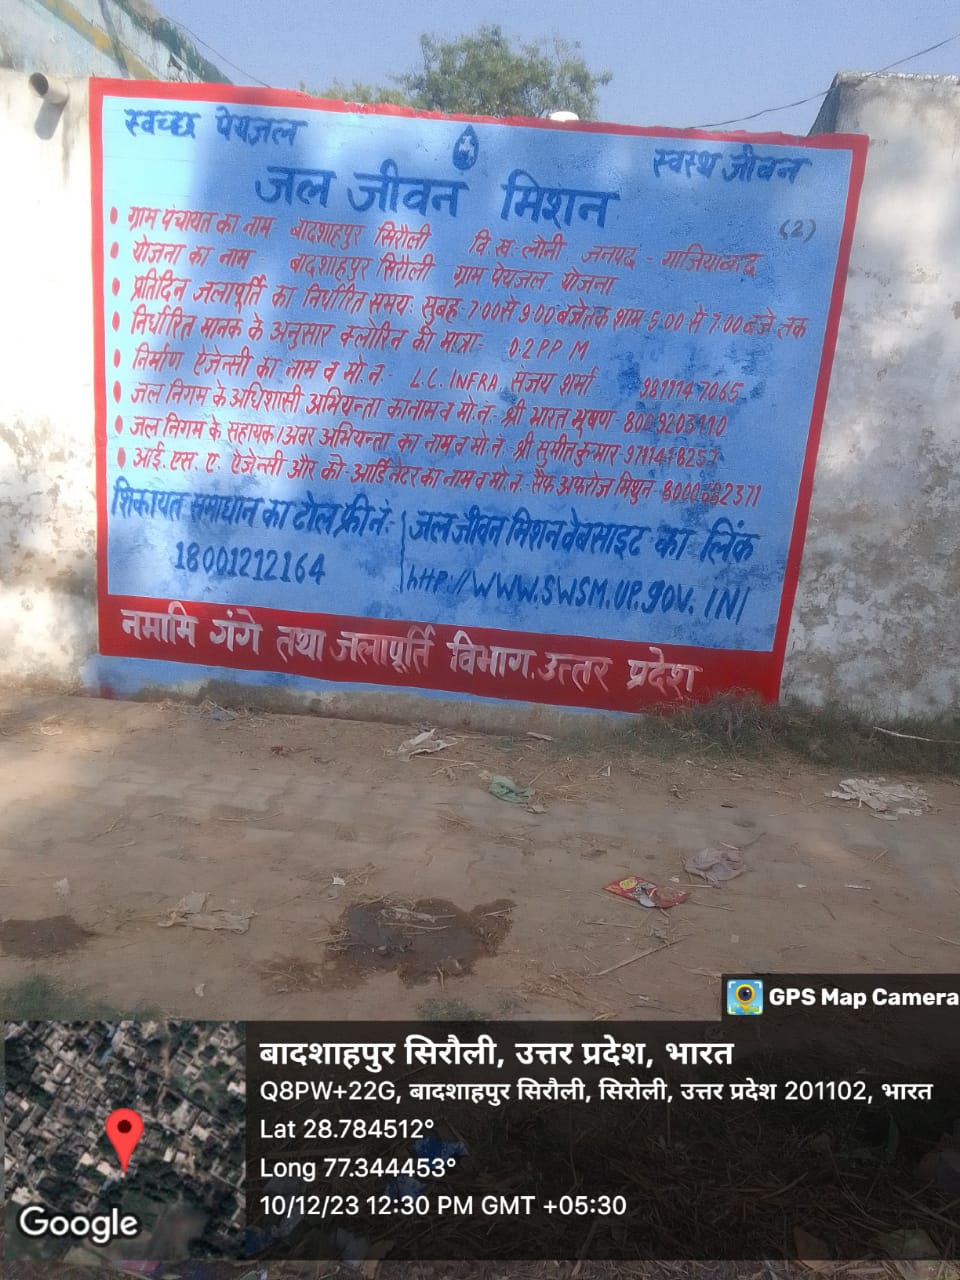 स्वच्छ पेयजल
स्वस्थ जीवन
जल जीवन मिशन
(2)
• ग्राम पंचायत का नाम बादशाहपुर सिरौली वि.ख. लोनी जनपद - गाजियाबाद
• योजना का नाम बादशाहपुर सिरौली ग्राम पेयजल योजना
• प्रतिदिन जलापूर्ति का निर्धारित समय: सुबह-7:00 से 9:00 बजे तक शाम-5:00 से 7:00 बजे तक
• निर्धारित मानक के अनुसार क्लोरिन की मात्रा- 0.2 PPM
• निर्माण ऐजेन्सी का नाम व मो.न.- L.C. INFRA. संजय शर्मा 9811147065
• जल निगम के अधिशासी अभियन्ता का नाम व मो.न.- श्री भारत भूषण- 8009203110
• जल निगम के सहायक/अवर अभियन्ता का नाम व मो.न. श्री सुमीत कुमार
• आई.एस.ए. ऐजेन्सी और को-आर्डिनेटर का नाम व मो.न.- सैफ अफरोज मिथुन-
शिकायत समाधान का टोल फ्री नं:
18001212164
जल जीवन मिशन वेबसाइट का लिंक
httP://WWW.SWSM.UP.gOV.IN/
नमामि गंगे तथा जलापूर्ति विभाग. उत्तर प्रदेश
GPS Map Camera
बादशाहपुर सिरौली, उत्तर प्रदेश, भारत
Q8PW+22G, बादशाहपुर सिरौली, सिरोली, उत्तर प्रदेश 201102, भारत
Lat 28.784512°
Long 77.344453°
10/12/23 12:30 PM GMT +05:30
Google